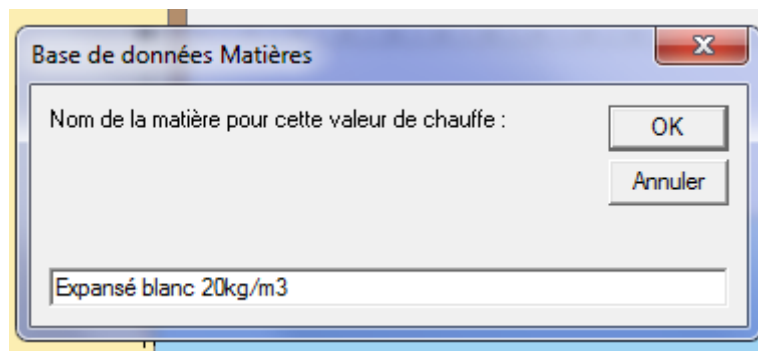 Base de données Matières
Nom de la matière pour cette valeur de chauffe :
OK
Annuler
Expansé blanc 20kg/m3